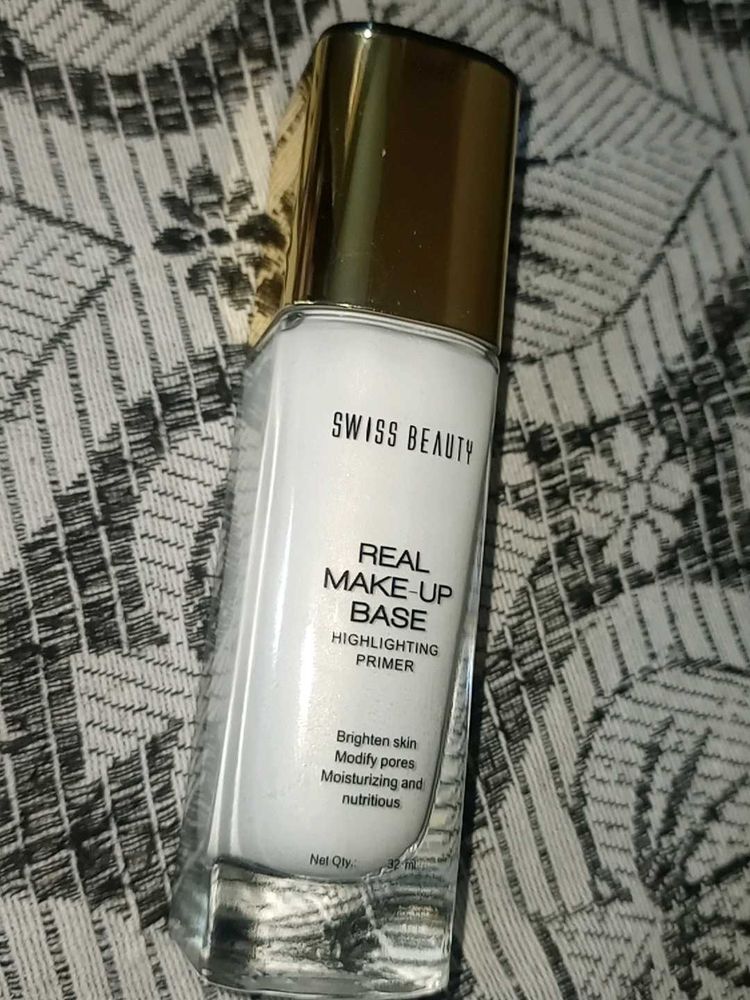 SWISS BEAUTY
REAL
MAKE-UP
BASE
HIGHLIGHTING
PRIMER
Brighten skin
Modify pores
Moisturizing and
nutritious
Net Qty.: 32 ml